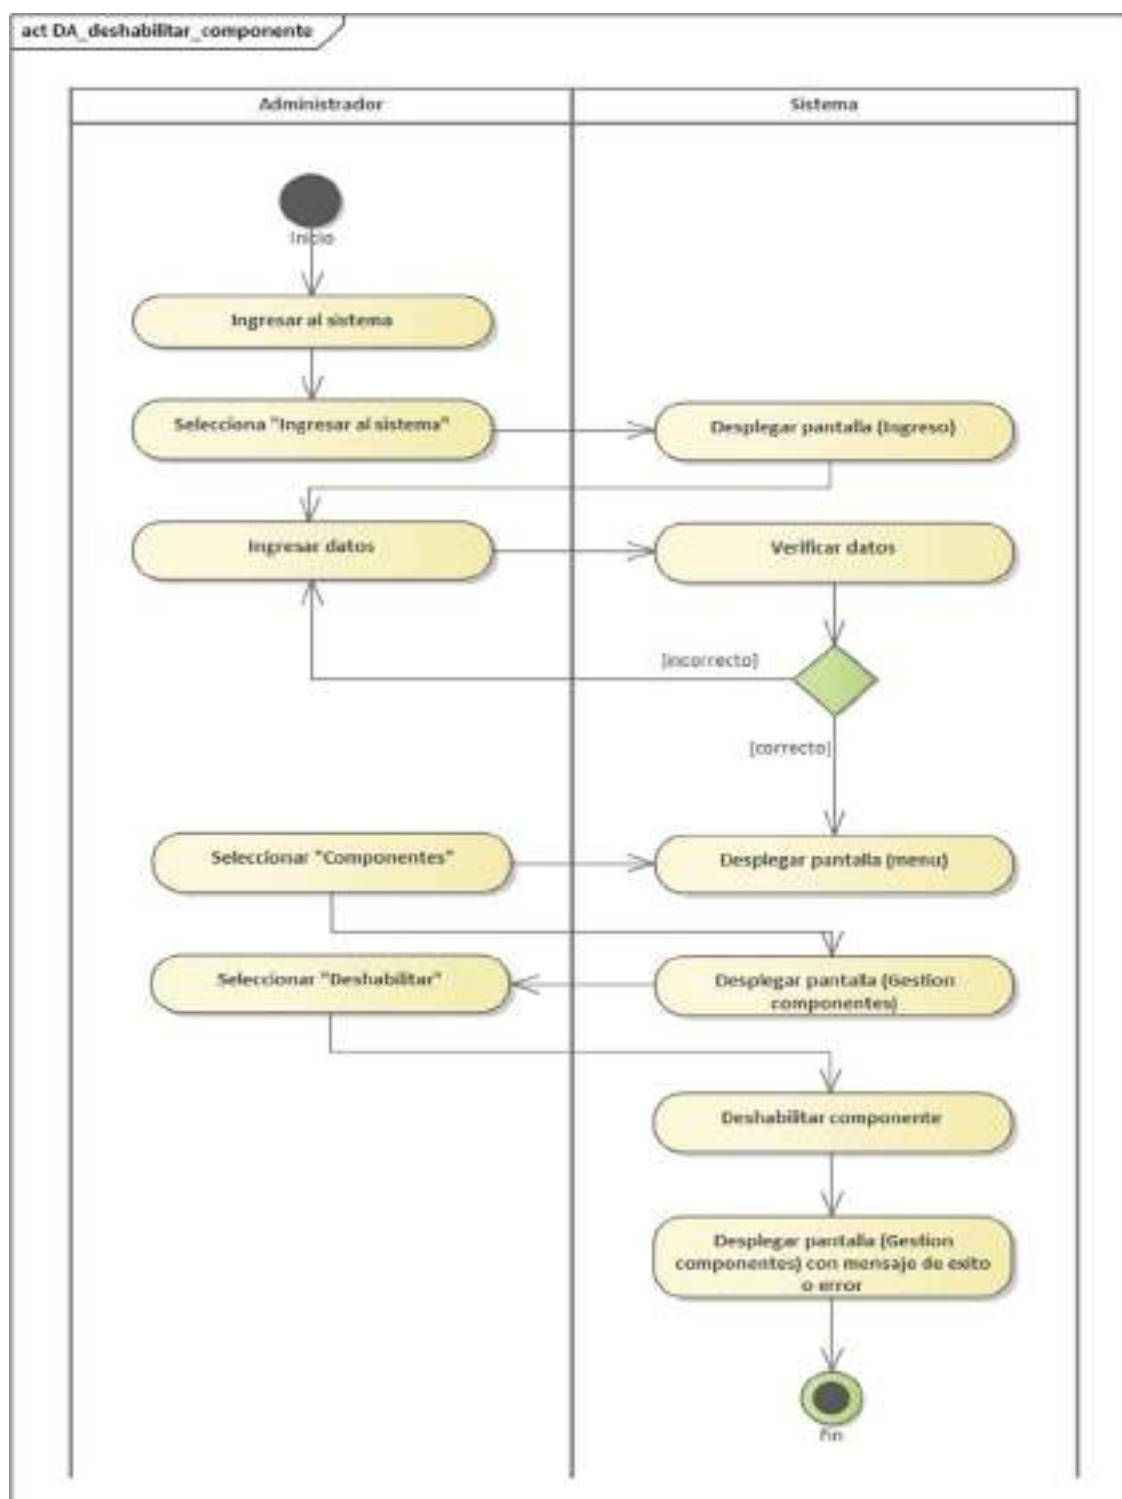 act DA_deshabilitar_componente
Administrador
Sistema
Inicio
Ingresar al sistema
Selecciona "Ingresar al sistema"
Desplegar pantalla (Ingreso)
Ingresar datos
Verificar datos
[incorrecto]
[correcto]
Seleccionar "Componentes"
Desplegar pantalla (menu)
Seleccionar "Deshabilitar"
Desplegar pantalla (Gestion
componentes)
Deshabilitar componente
Desplegar pantalla (Gestion
componentes) con mensaje de exito
o error
Fin